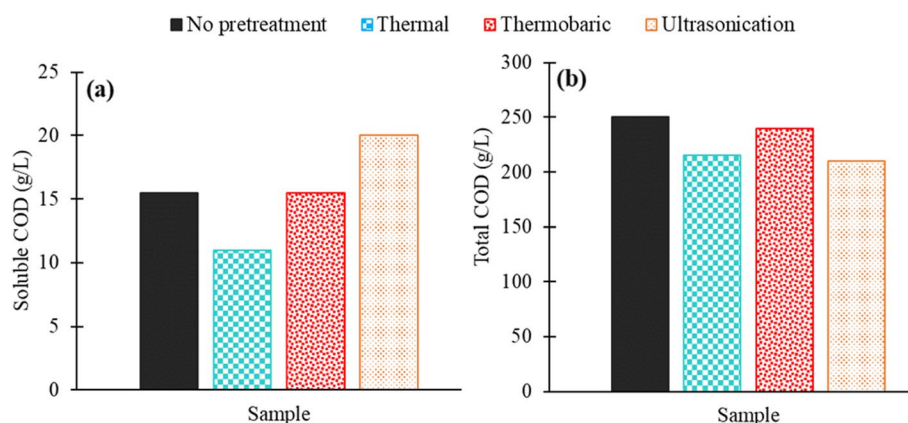 No pretreatment Thermal Thermobaric Ultrasonication
(a)
Soluble COD (g/L)
25
20
15
10
5
0
Sample
(b)
Total COD (g/L)
300
250
200
150
100
50
0
Sample